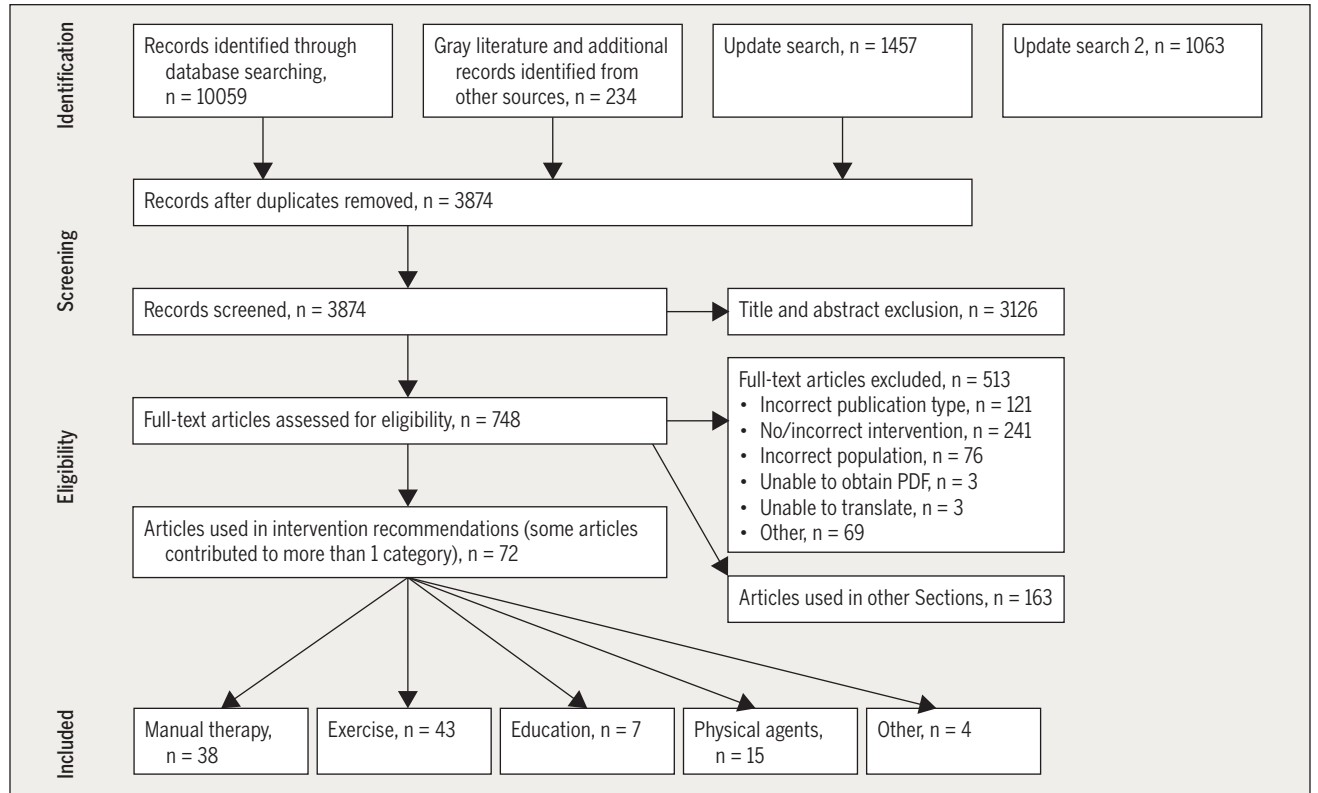 Identification
Records identified through
database searching,
n = 10059
Gray literature and additional
records identified from
other sources, n = 234
Update search, n = 1457
Update search 2, n = 1063
Records after duplicates removed, n = 3874
Screening
Records screened, n = 3874
Title and abstract exclusion, n = 3126
Eligibility
Full-text articles assessed for eligibility, n = 748
Full-text articles excluded, n = 513
• Incorrect publication type, n = 121
• No/incorrect intervention, n = 241
• Incorrect population, n = 76
• Unable to obtain PDF, n = 3
• Unable to translate, n = 3
• Other, n = 69
Articles used in intervention recommendations (some articles
contributed to more than 1 category), n = 72
Articles used in other Sections, n = 163
Included
Manual therapy,
n = 38
Exercise, n = 43
Education, n = 7
Physical agents,
n = 15
Other, n = 4